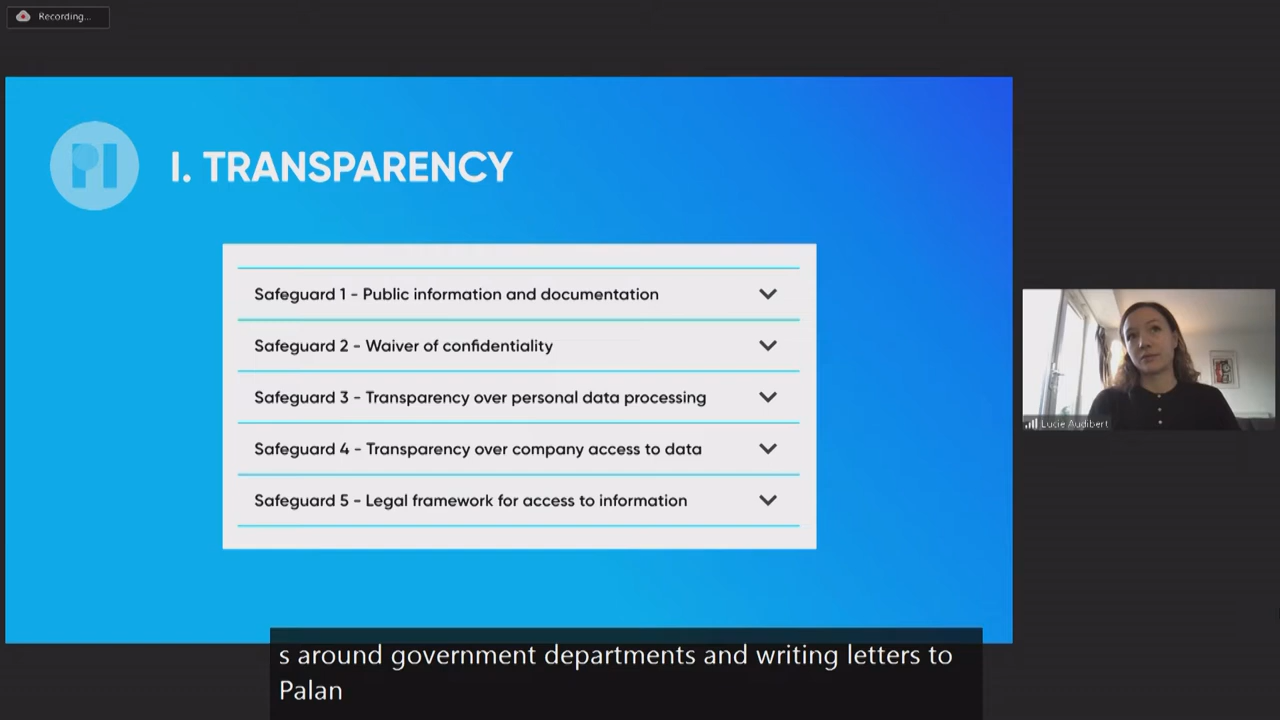 Recording...
PI
I. TRANSPARENCY
Safeguard 1 - Public information and documentation
Safeguard 2 - Waiver of confidentiality
Safeguard 3 - Transparency over personal data processing
Safeguard 4 - Transparency over company access to data
Safeguard 5 - Legal framework for access to information
Lucie Audibert
s around government departments and writing letters to
Palan